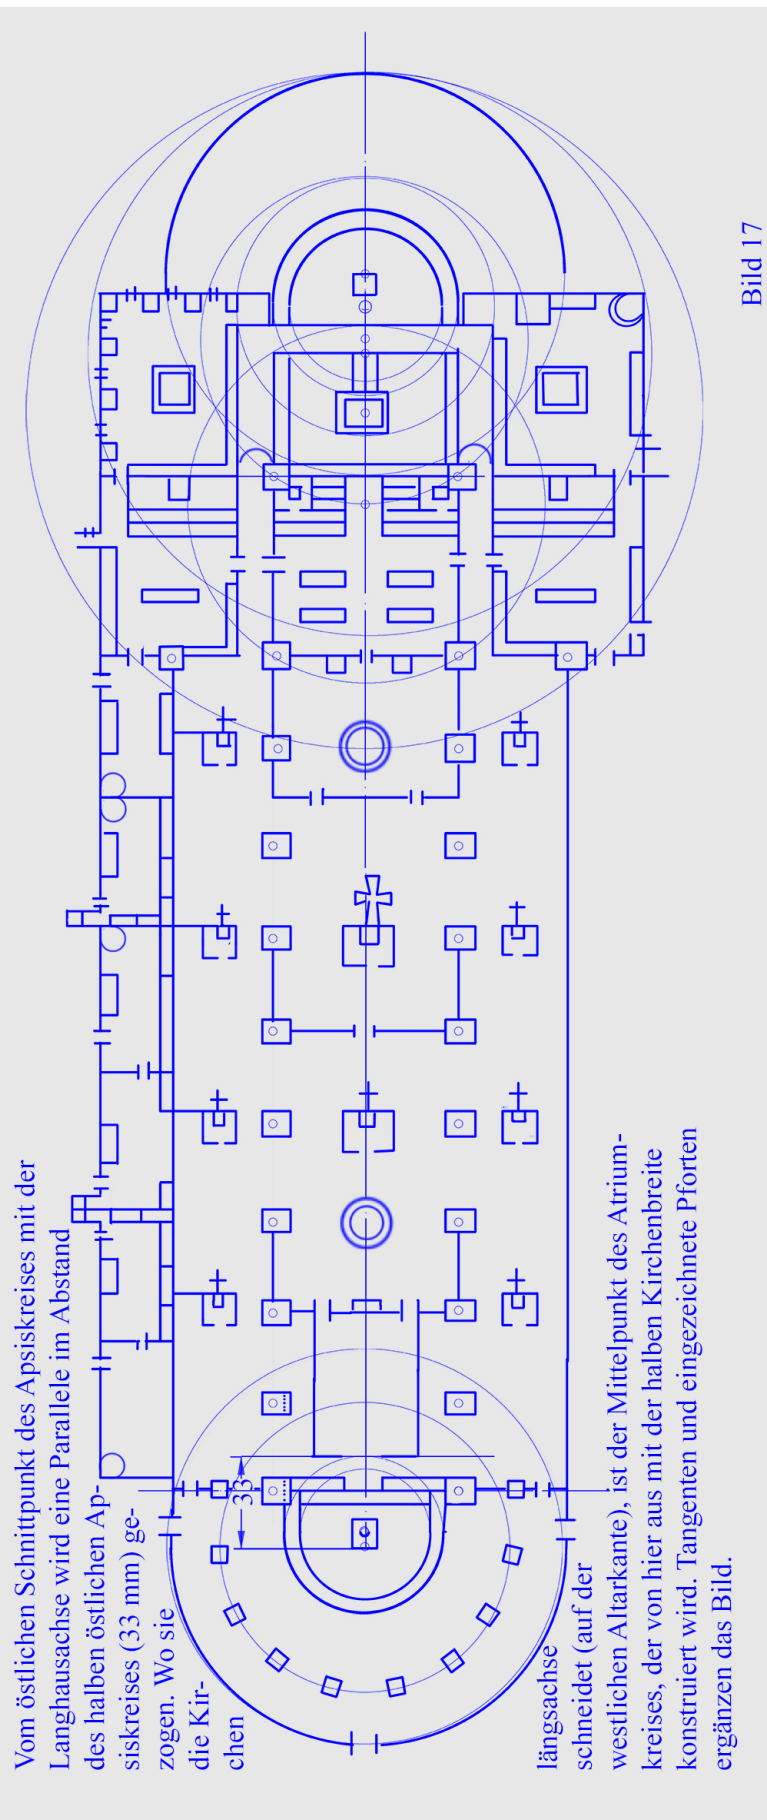 Vom östlichen Schnittpunkt des Apsiskreises mit der
Langhausachse wird eine Parallele im Abstand
des halben östlichen Ap-
siskreises (33 mm) ge-
zogen. Wo sie
die Kir-
chen
längsachse
schneidet (auf der
westlichen Altarkante), ist der Mittelpunkt des Atrium-
kreises, der von hier aus mit der halben Kirchenbreite
konstruiert wird. Tangenten und eingezeichnete Pforten
ergänzen das Bild.
33
Bild 17